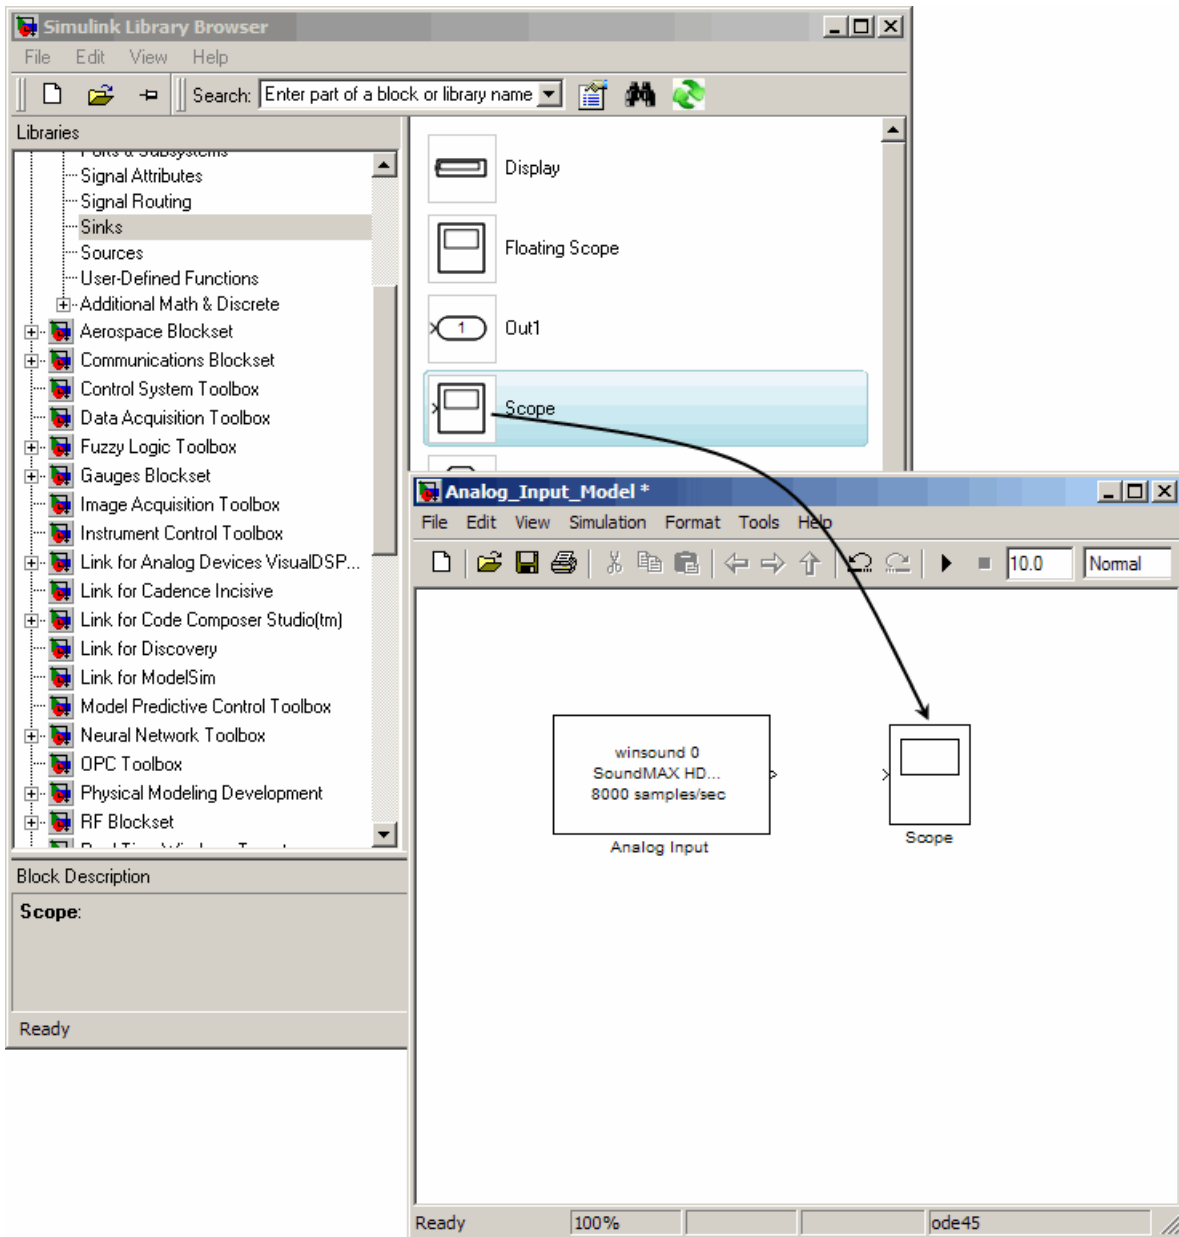 Simulink Library Browser
File Edit View Help
Search: Enter part of a block or library name
Libraries
Ports & Subsystems
Signal Attributes
Signal Routing
Sinks
Sources
User-Defined Functions
Additional Math & Discrete
Aerospace Blockset
Communications Blockset
Control System Toolbox
Data Acquisition Toolbox
Fuzzy Logic Toolbox
Gauges Blockset
Image Acquisition Toolbox
Instrument Control Toolbox
Link for Analog Devices VisualDSP...
Link for Cadence Incisive
Link for Code Composer Studio(tm)
Link for Discovery
Link for ModelSim
Model Predictive Control Toolbox
Neural Network Toolbox
OPC Toolbox
Physical Modeling Development
RF Blockset
Display
Floating Scope
1 Out1
Scope
Block Description
Scope:
Ready
Analog_Input_Model *
File Edit View Simulation Format Tools Help
10.0 Normal
winsound 0
SoundMAX HD...
8000 samples/sec
Analog Input
Scope
Ready 100% ode45